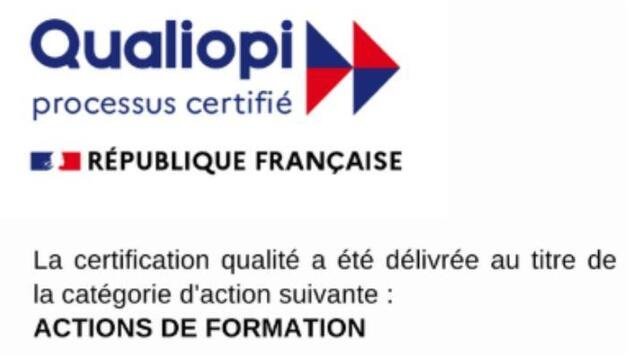 Qualiopi
processus certifié
RÉPUBLIQUE FRANÇAISE
La certification qualité a été délivrée au titre de
la catégorie d'action suivante :
ACTIONS DE FORMATION